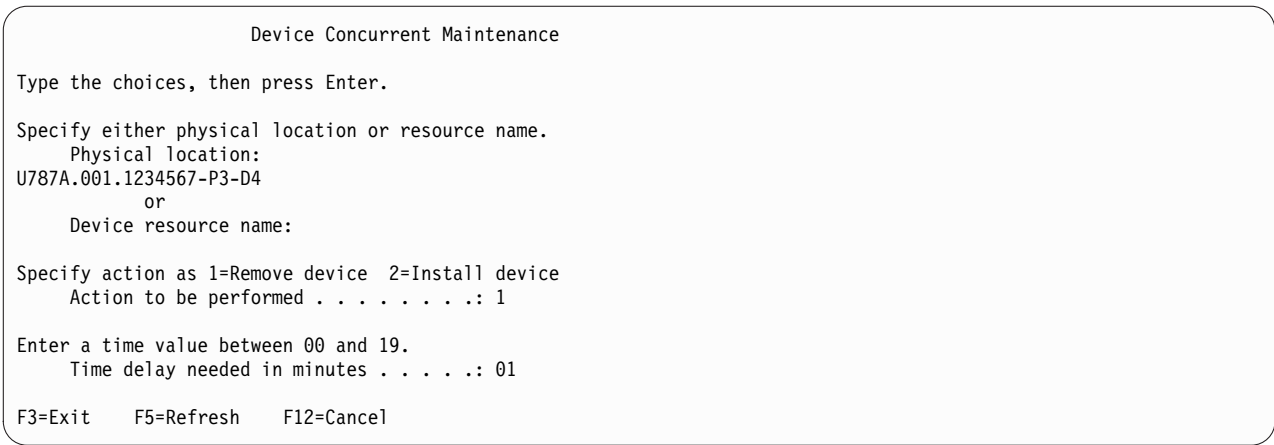 Device Concurrent Maintenance
Type the choices, then press Enter.
Specify either physical location or resource name.
Physical location:
U787A.001.1234567-P3-D4
or
Device resource name:
Specify action as 1=Remove device 2=Install device
Action to be performed . . . . . . . .: 1
Enter a time value between 00 and 19.
Time delay needed in minutes . . . . .: 01
F3=Exit F5=Refresh F12=Cancel